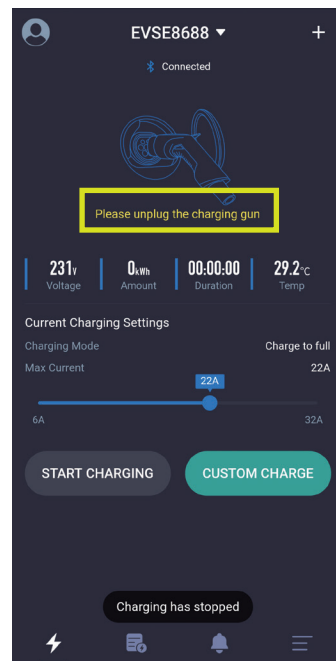 EVSE8688 ▼ +
Connected
Please unplug the charging gun
231V 0kWh 00:00:00 29.2°C
Voltage Amount Duration Temp
Current Charging Settings
Charging Mode Charge to full
Max Current 22A
22A
6A 32A
START CHARGING CUSTOM CHARGE
Charging has stopped